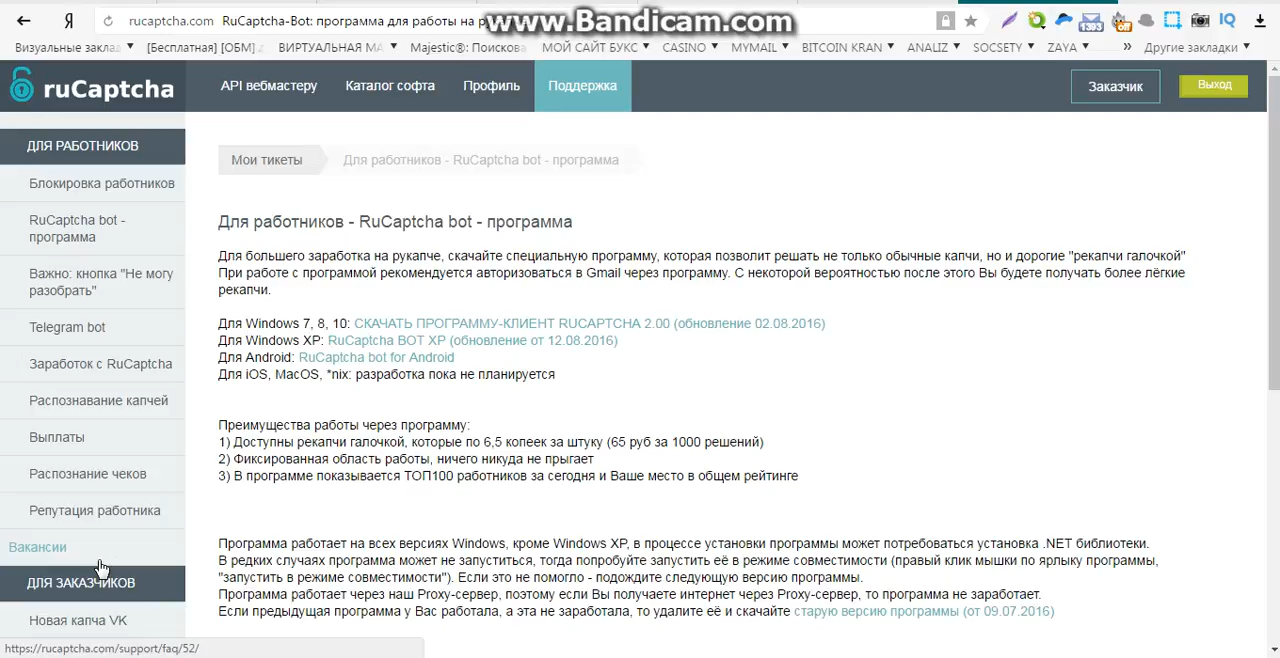 Я rucaptcha.com RuCaptcha-Bot: программа для работы на р
www.Bandicam.com
1393 off IQ
Визуальные заклад [Бесплатная] [ОБМ] ВИРТУАЛЬНАЯ МА Majestic®: Поискова МОЙ САЙТ БУКС CASINO MYMAIL BITCOIN KRAN ANALIZ SOCSETY ZAYA » Другие закладки
ruCaptcha API вебмастеру Каталог софта Профиль Поддержка Заказчик Выход
ДЛЯ РАБОТНИКОВ
Блокировка работников
RuCaptcha bot -
программа
Важно: кнопка "Не могу
разобрать"
Telegram bot
Заработок с RuCaptcha
Распознавание капчей
Выплаты
Распознание чеков
Репутация работника
Вакансии
ДЛЯ ЗАКАЗЧИКОВ
Новая капча VK
https://rucaptcha.com/support/faq/52/
Мои тикеты Для работников - RuCaptcha bot - программа
Для работников - RuCaptcha bot - программа
Для большего заработка на рукапче, скачайте специальную программу, которая позволит решать не только обычные капчи, но и дорогие "рекапчи галочкой"
При работе с программой рекомендуется авторизоваться в Gmail через программу. С некоторой вероятностью после этого Вы будете получать более лёгкие
рекапчи.
Для Windows 7, 8, 10: СКАЧАТЬ ПРОГРАММУ-КЛИЕНТ RUCAPTCHA 2.00 (обновление 02.08.2016)
Для Windows XP: RuCaptcha BOT XP (обновление от 12.08.2016)
Для Android: RuCaptcha bot for Android
Для iOS, MacOS, *nix: разработка пока не планируется
Преимущества работы через программу:
1) Доступны рекапчи галочкой, которые по 6,5 копеек за штуку (65 руб за 1000 решений)
2) Фиксированная область работы, ничего никуда не прыгает
3) В программе показывается ТОП100 работников за сегодня и Ваше место в общем рейтинге
Программа работает на всех версиях Windows, кроме Windows XP, в процессе установки программы может потребоваться установка .NET библиотеки.
В редких случаях программа может не запуститься, тогда попробуйте запустить её в режиме совместимости (правый клик мышки по ярлыку программы,
"запустить в режиме совместимости"). Если это не помогло - подождите следующую версию программы.
Программа работает через наш Proxy-сервер, поэтому если Вы получаете интернет через Proxy-сервер, то программа не заработает.
Если предыдущая программа у Вас работала, а эта не заработала, то удалите её и скачайте старую версию программы (от 09.07.2016)